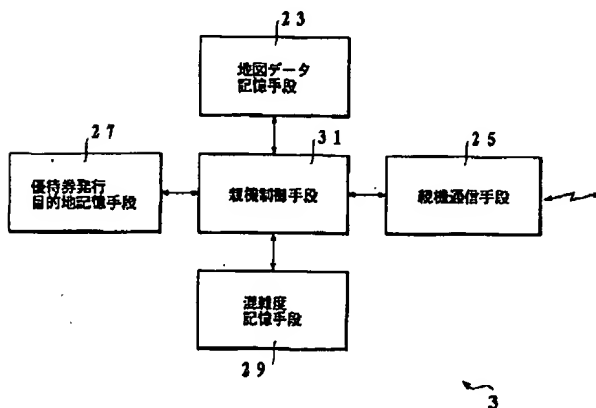 23
地図データ
記憶手段
27
31
25
優待券発行
目的地記憶手段
親機制御手段
親機通信手段
混雑度
記憶手段
29
3